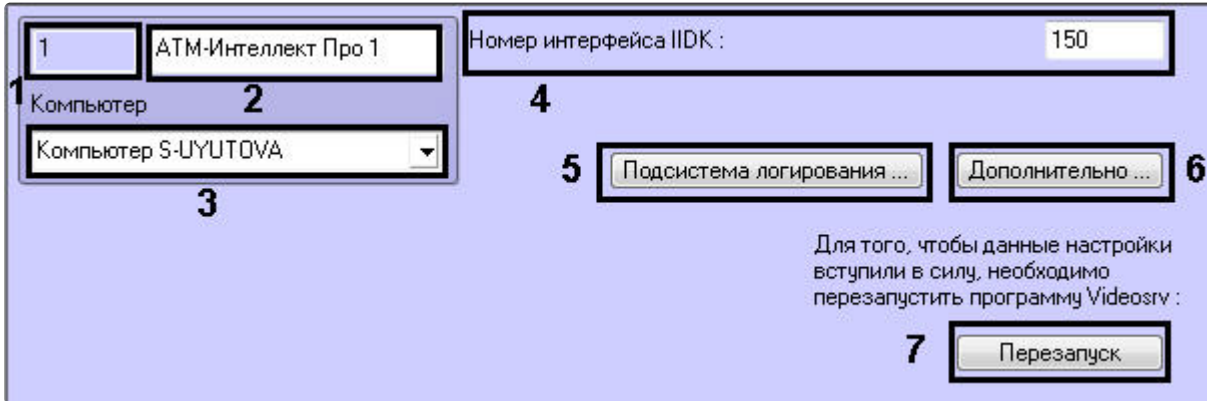 1
АТМ-Интеллект Про 1
Номер интерфейса IIDK :
150
1
2
4
Компьютер
Компьютер S-UYUTOVA
3
5
Подсистема логирования ...
Дополнительно ...
6
Для того, чтобы данные настройки
вступили в силу, необходимо
перезапустить программу Videosrv :
7
Перезапуск